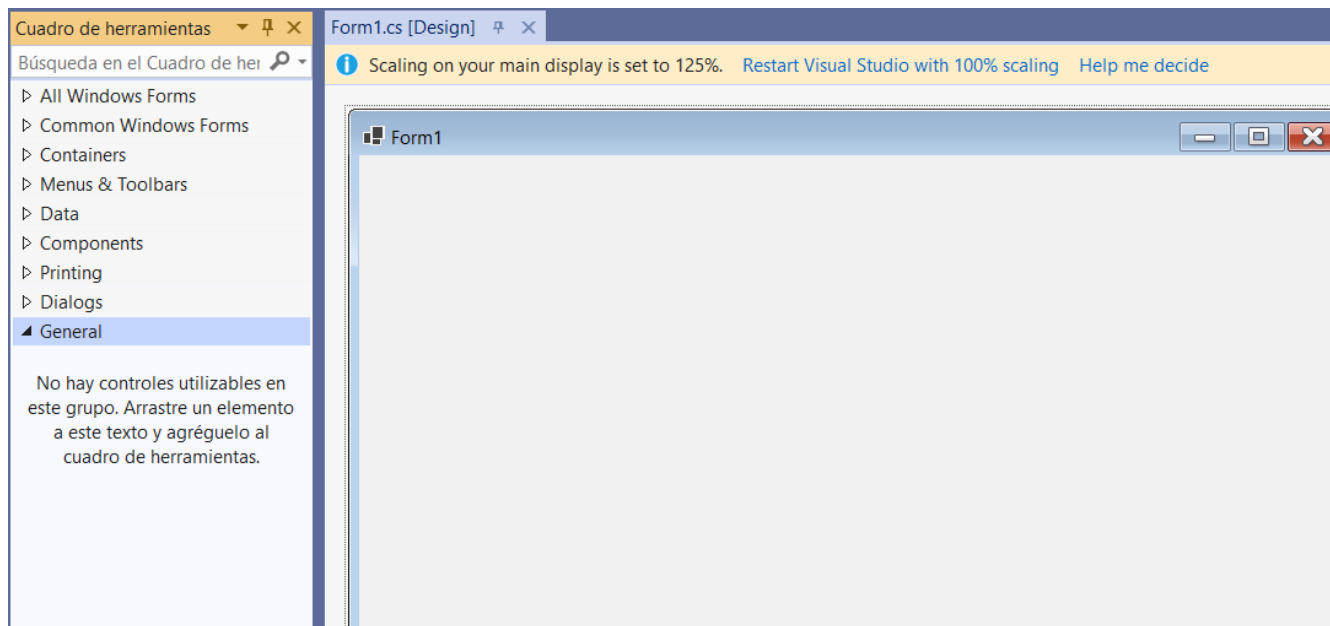 Cuadro de herramientas
Búsqueda en el Cuadro de her
All Windows Forms
Common Windows Forms
Containers
Menus & Toolbars
Data
Components
Printing
Dialogs
General
No hay controles utilizables en
este grupo. Arrastre un elemento
a este texto y agréguelo al
cuadro de herramientas.
Form1.cs [Design]
Scaling on your main display is set to 125%. Restart Visual Studio with 100% scaling Help me decide
Form1